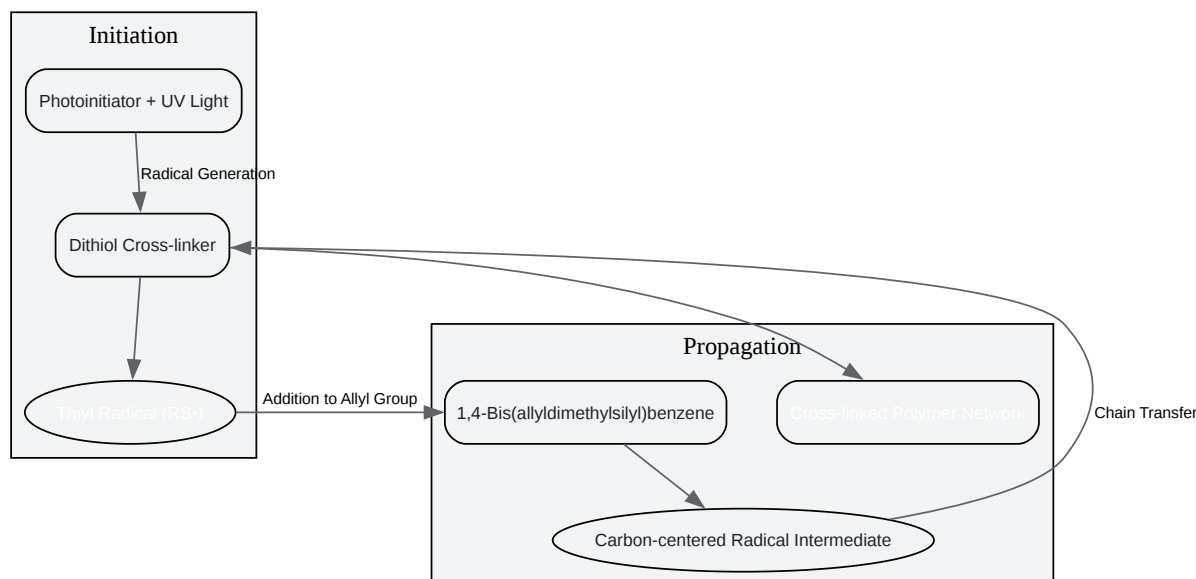 Initiation
Photoinitiator + UV Light
Radical Generation
Dithiol Cross-linker
Thiyl Radical (RS•)
Addition to Allyl Group
Propagation
1,4-Bis(allyldimethylsilyl)benzene
Cross-linked Polymer Network
Chain Transfer
Carbon-centered Radical Intermediate